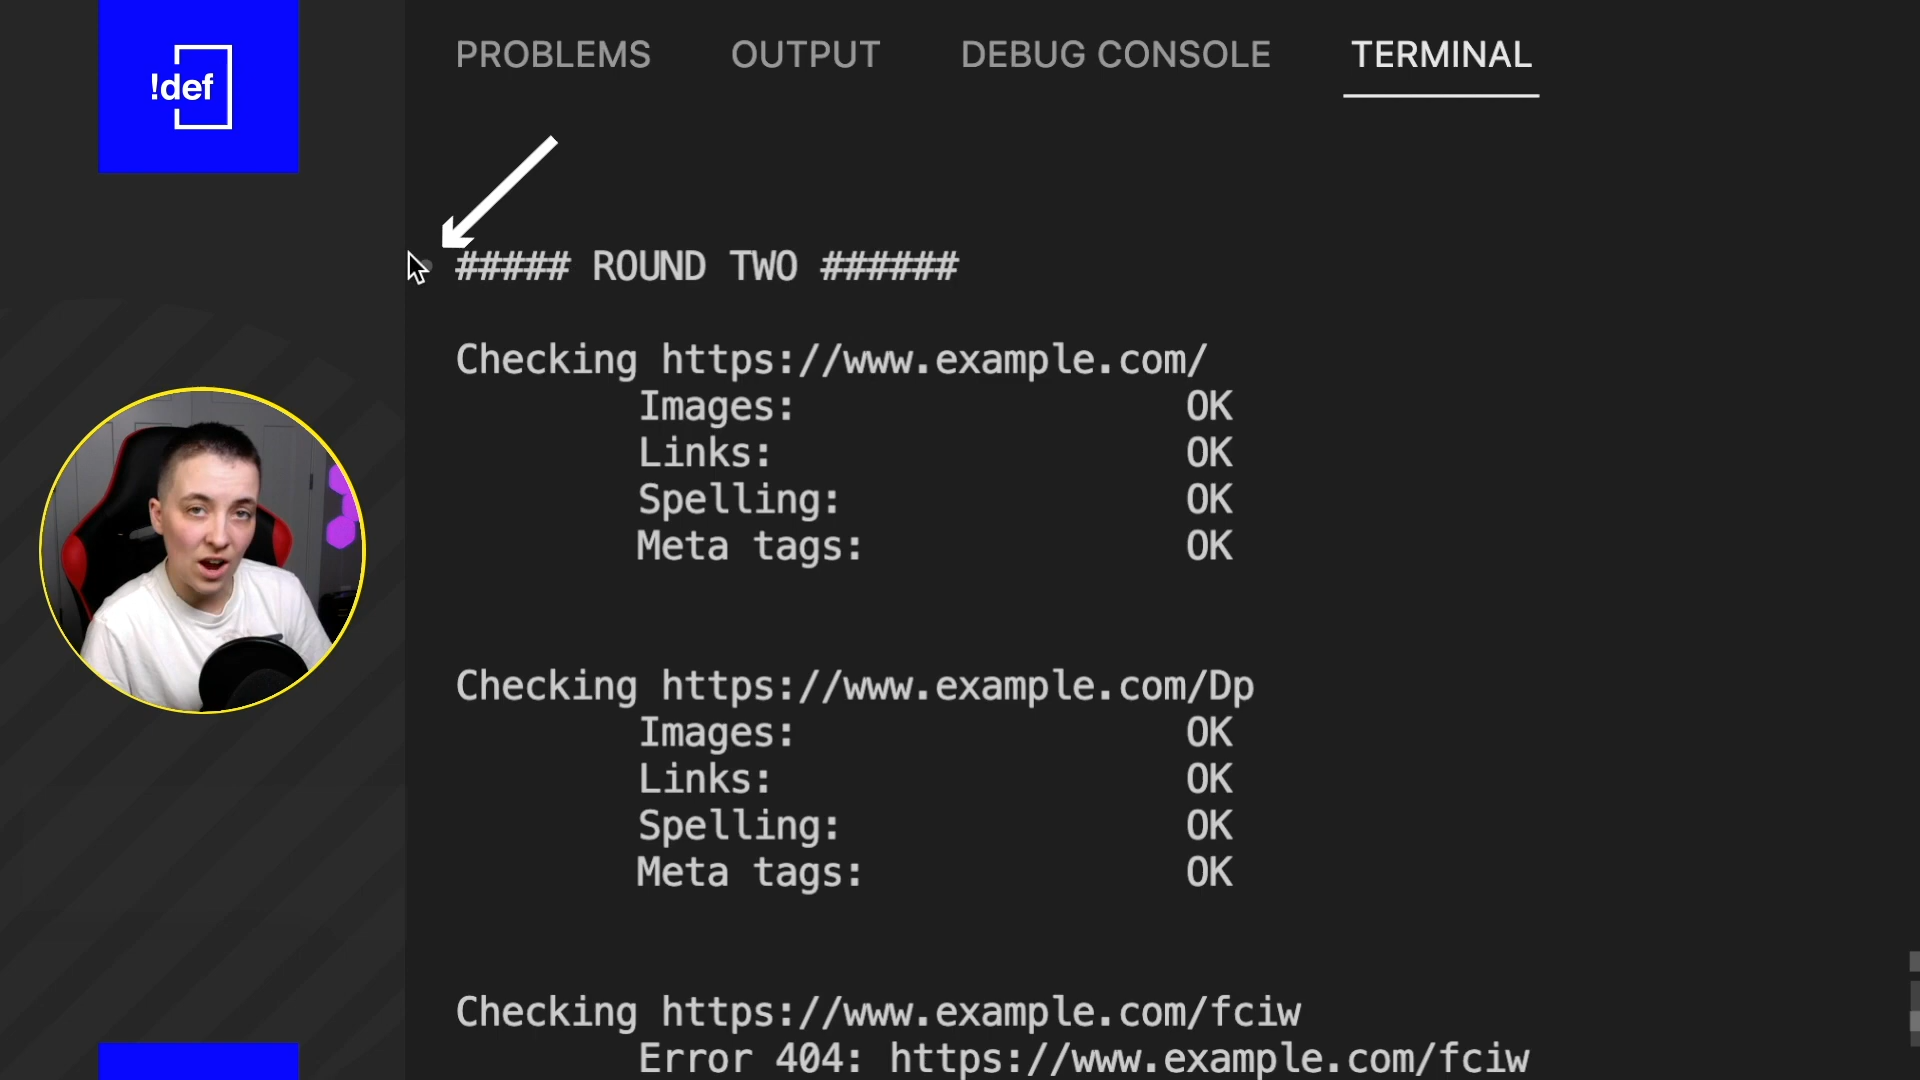 !def
PROBLEMS OUTPUT DEBUG CONSOLE TERMINAL
##### ROUND TWO ######
Checking https://www.example.com/
Images: OK
Links: OK
Spelling: OK
Meta tags: OK
Checking https://www.example.com/Dp
Images: OK
Links: OK
Spelling: OK
Meta tags: OK
Checking https://www.example.com/fciw
Error 404: https://www.example.com/fciw